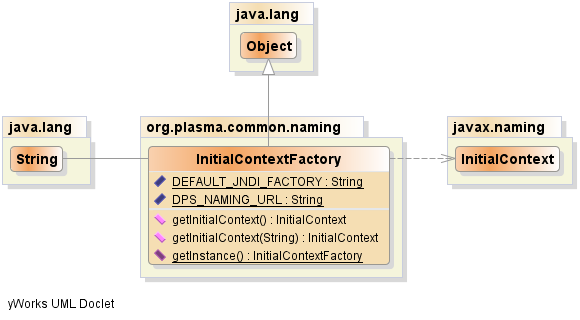 java.lang
Object
java.lang
String
org.plasma.common.naming
InitialContextFactory
DEFAULT_JNDI_FACTORY : String
DPS_NAMING_URL : String
getInitialContext() : InitialContext
getInitialContext(String) : InitialContext
getInstance() : InitialContextFactory
javax.naming
InitialContext
yWorks UML Doclet